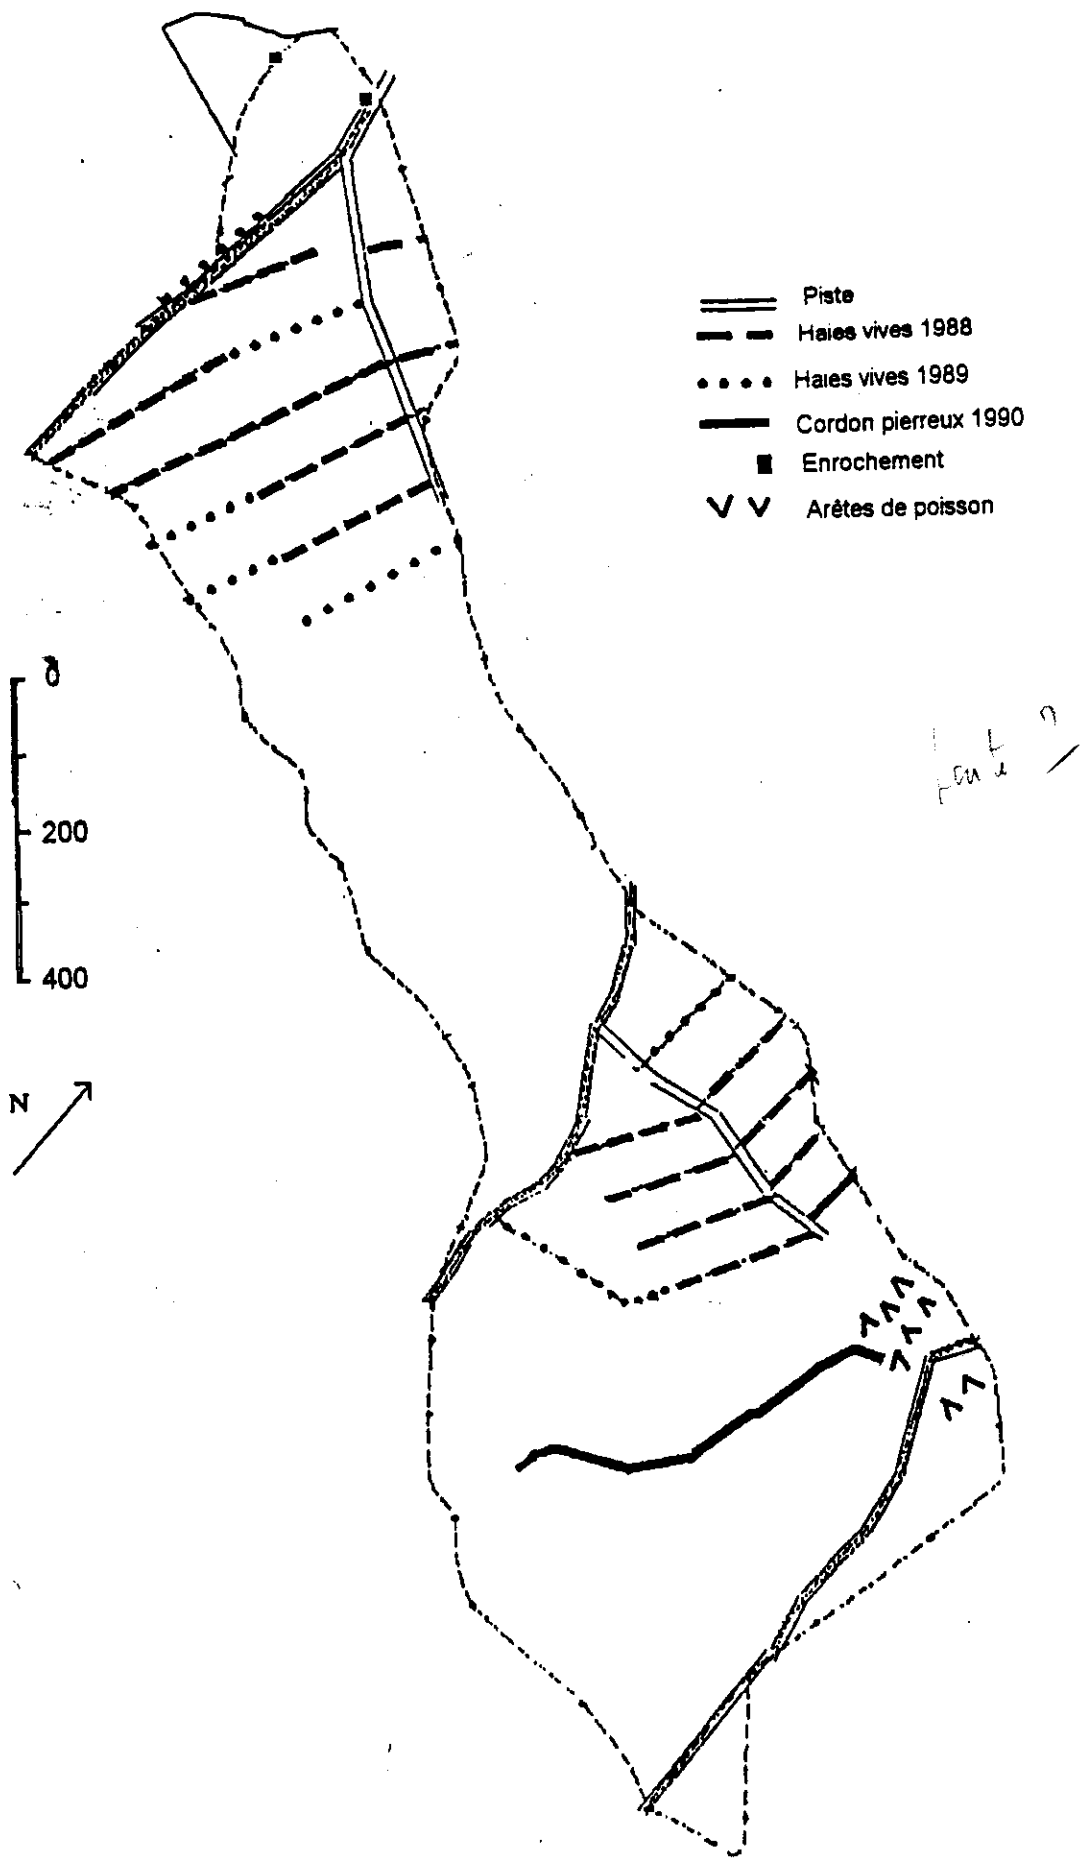 Piste
Haies vives 1988
Haies vives 1989
Cordon pierreux 1990
Enrochement
Arêtes de poisson
0
200
400
N